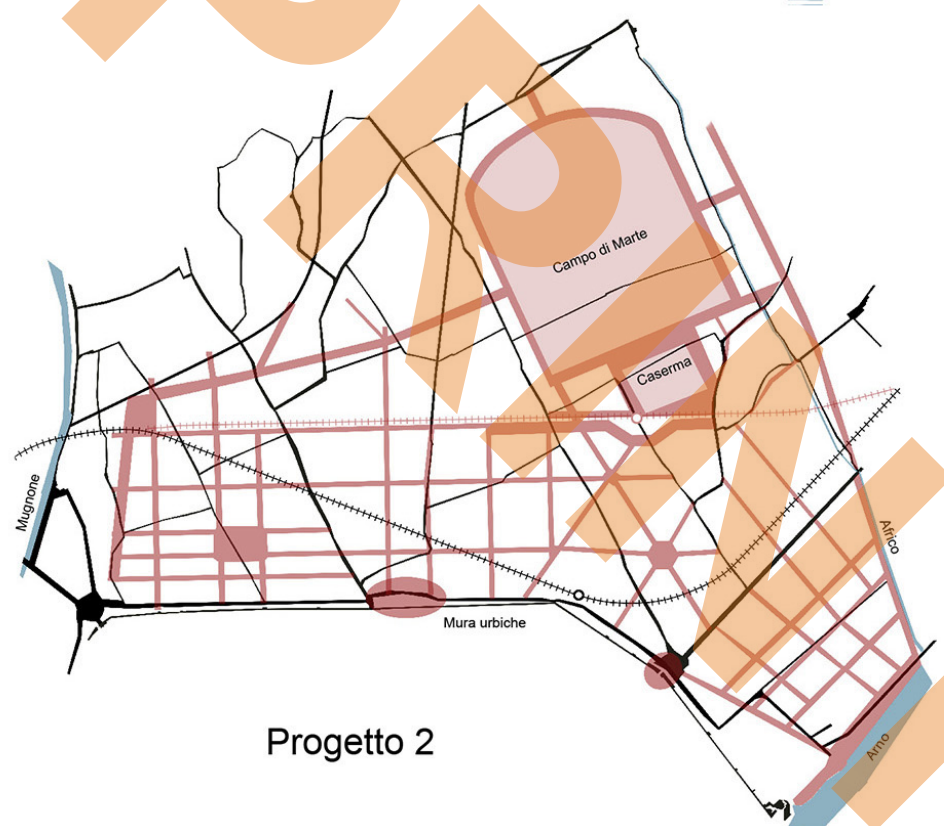 Campo di Marte
Caserma
Mugnone
Africo
Mura urbiche
Arno
Progetto 2